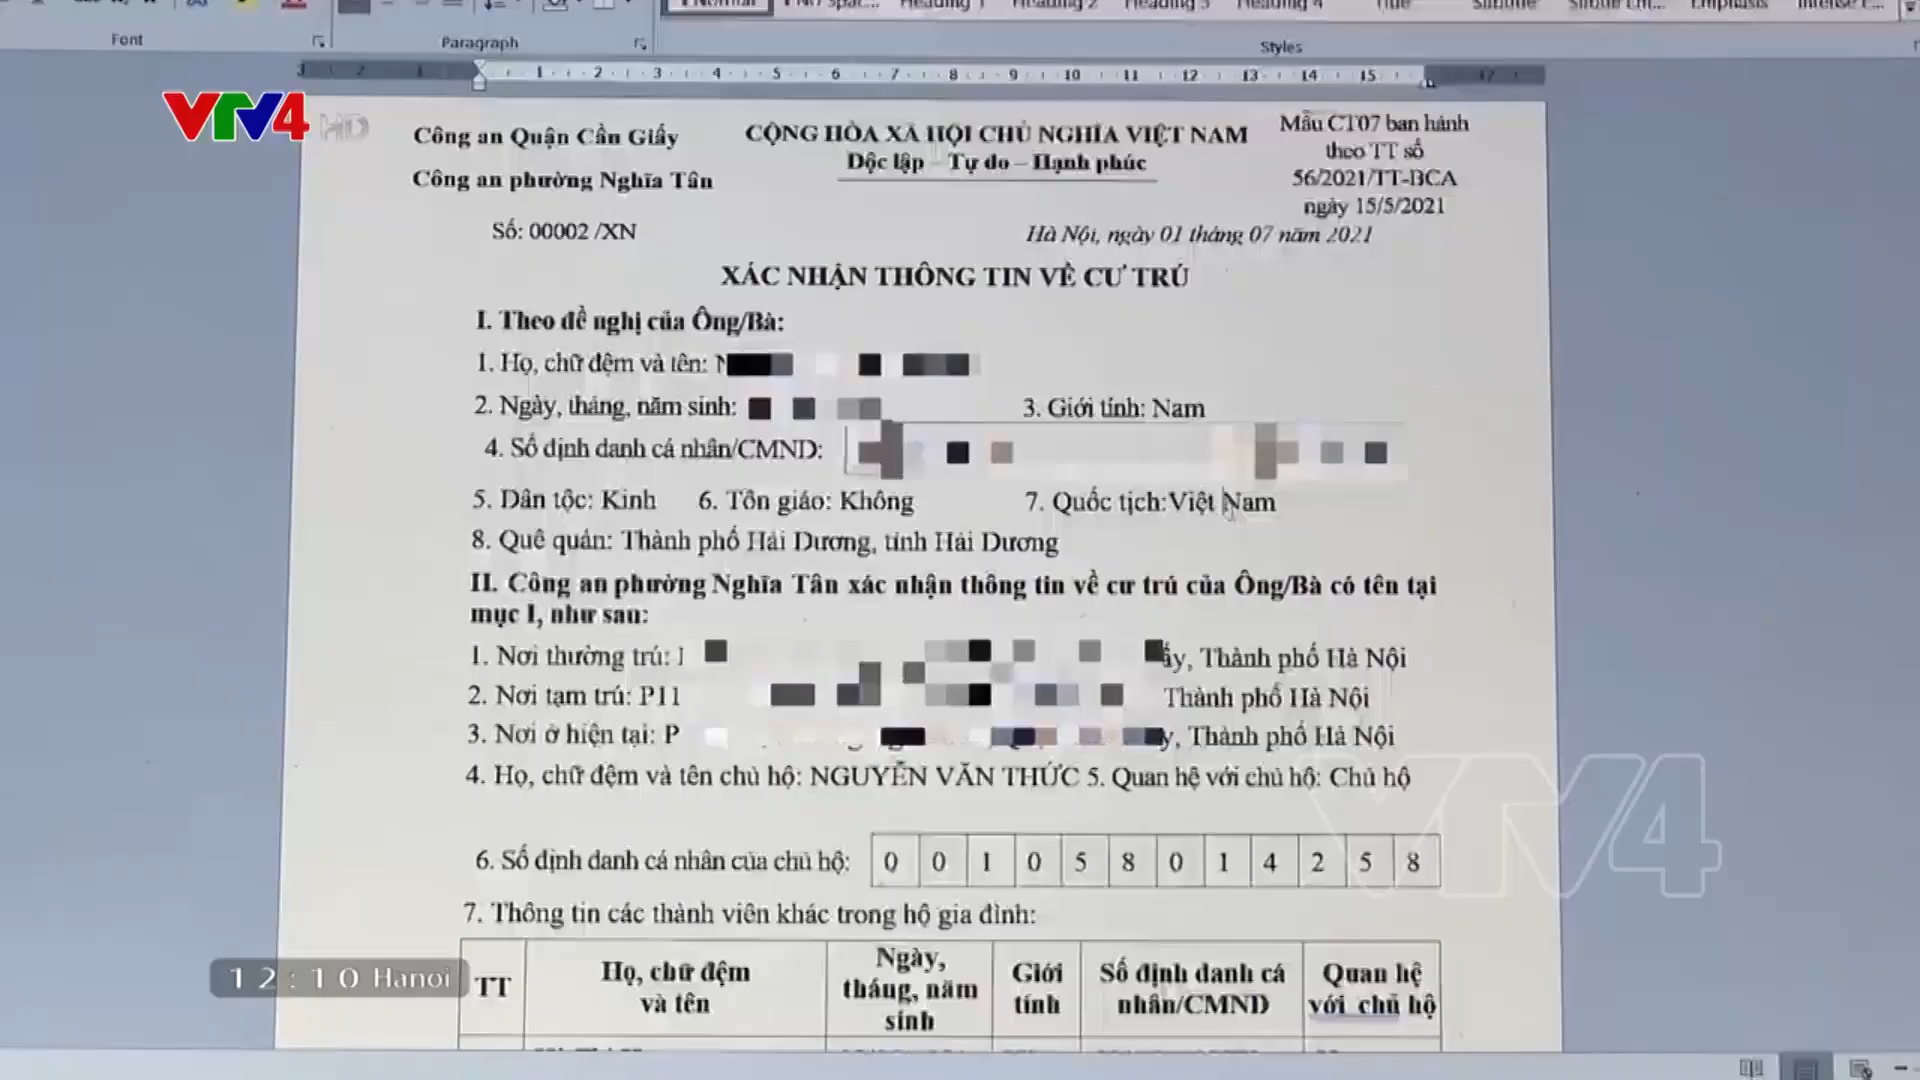 Font
Paragraph
Styles
VTV4 HD
Công an Quận Cần Giấy
Công an phường Nghĩa Tân
CỘNG HÒA XÃ HỘI CHỦ NGHĨA VIỆT NAM
Độc lập – Tự do – Hạnh phúc
Mẫu CT07 ban hành
theo TT số
56/2021/TT-BCA
ngày 15/5/2021
Số: 00002 /XN
Hà Nội, ngày 01 tháng 07 năm 2021
XÁC NHẬN THÔNG TIN VỀ CƯ TRÚ
I. Theo đề nghị của Ông/Bà:
1. Họ, chữ đệm và tên:
2. Ngày, tháng, năm sinh: 3. Giới tính: Nam
4. Số định danh cá nhân/CMND:
5. Dân tộc: Kinh 6. Tôn giáo: Không 7. Quốc tịch:Việt Nam
8. Quê quán: Thành phố Hải Dương, tỉnh Hải Dương
II. Công an phường Nghĩa Tân xác nhận thông tin về cư trú của Ông/Bà có tên tại
mục I, như sau:
1. Nơi thường trú: Thành phố Hà Nội
2. Nơi tạm trú: P11 Thành phố Hà Nội
3. Nơi ở hiện tại: P Thành phố Hà Nội
4. Họ, chữ đệm và tên chủ hộ: NGUYỄN VĂN THỨC 5. Quan hệ với chủ hộ: Chủ hộ
6. Số định danh cá nhân của chủ hộ: 0 0 1 0 5 8 0 1 4 2 5 8
7. Thông tin các thành viên khác trong hộ gia đình:
TT
Họ, chữ đệm
và tên
Ngày,
tháng, năm
sinh
Giới
tính
Số định danh cá
nhân/CMND
Quan hệ
với chủ hộ
12:10 Hanoi
VTV4